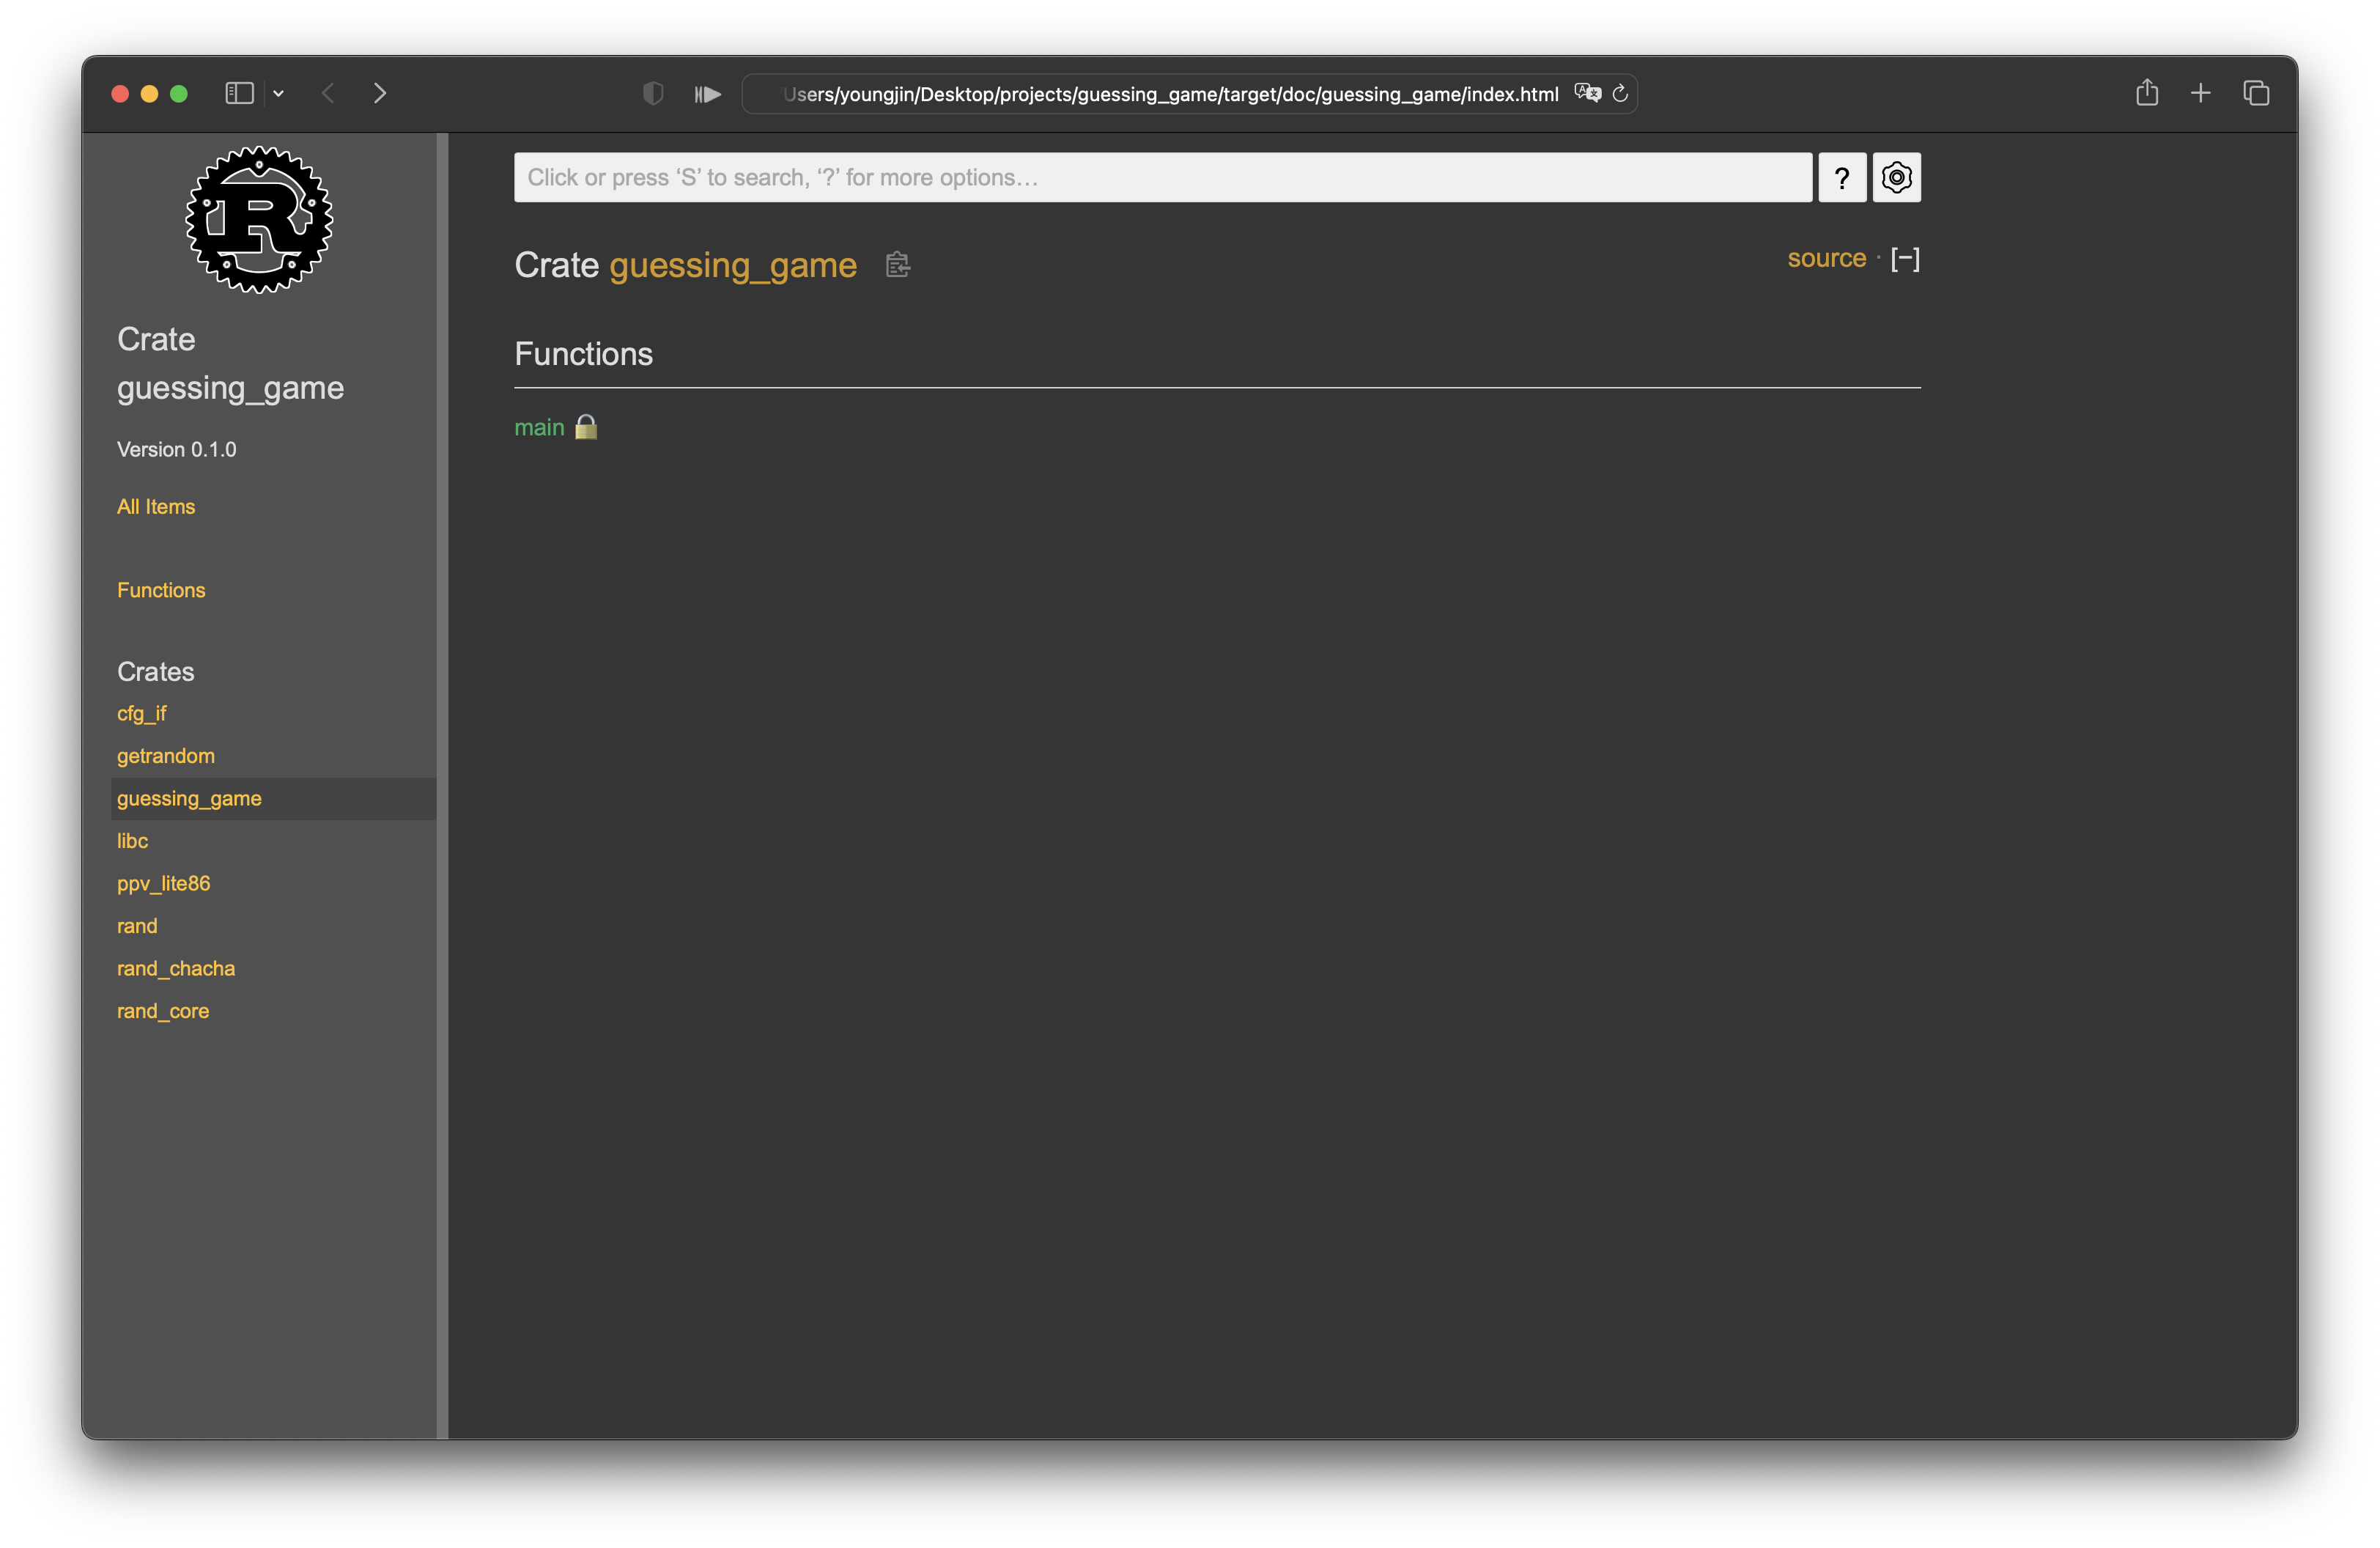 Users/youngjin/Desktop/projects/guessing_game/target/doc/guessing_game/index.html
R
Crate
guessing_game
Version 0.1.0
All Items
Functions
Crates
cfg_if
getrandom
guessing_game
libc
ppv_lite86
rand
rand_chacha
rand_core
Click or press ‘S’ to search, ‘?’ for more options…
?
Crate guessing_game
source · [−]
Functions
main 🔒